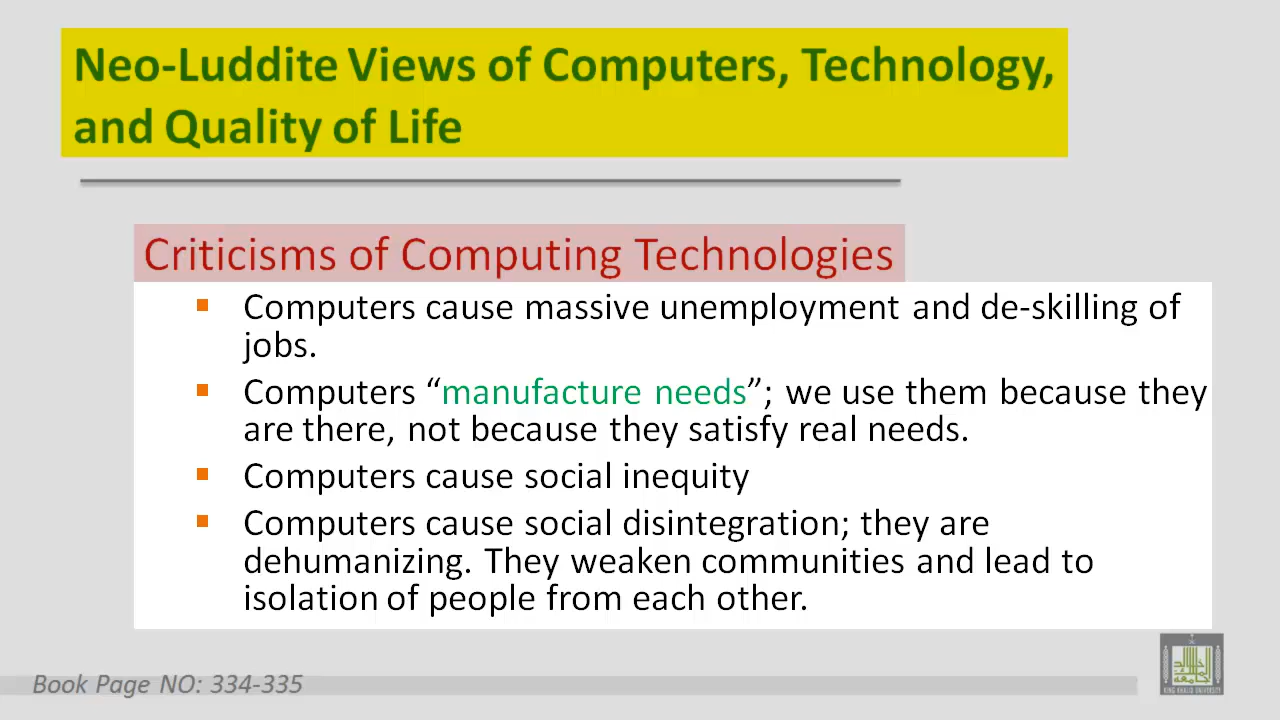 Neo-Luddite Views of Computers, Technology,
and Quality of Life
Criticisms of Computing Technologies
▪ Computers cause massive unemployment and de-skilling of
jobs.
▪ Computers “manufacture needs”; we use them because they
are there, not because they satisfy real needs.
▪ Computers cause social inequity
▪ Computers cause social disintegration; they are
dehumanizing. They weaken communities and lead to
isolation of people from each other.
Book Page NO: 334-335
KING KHALID UNIVERSITY